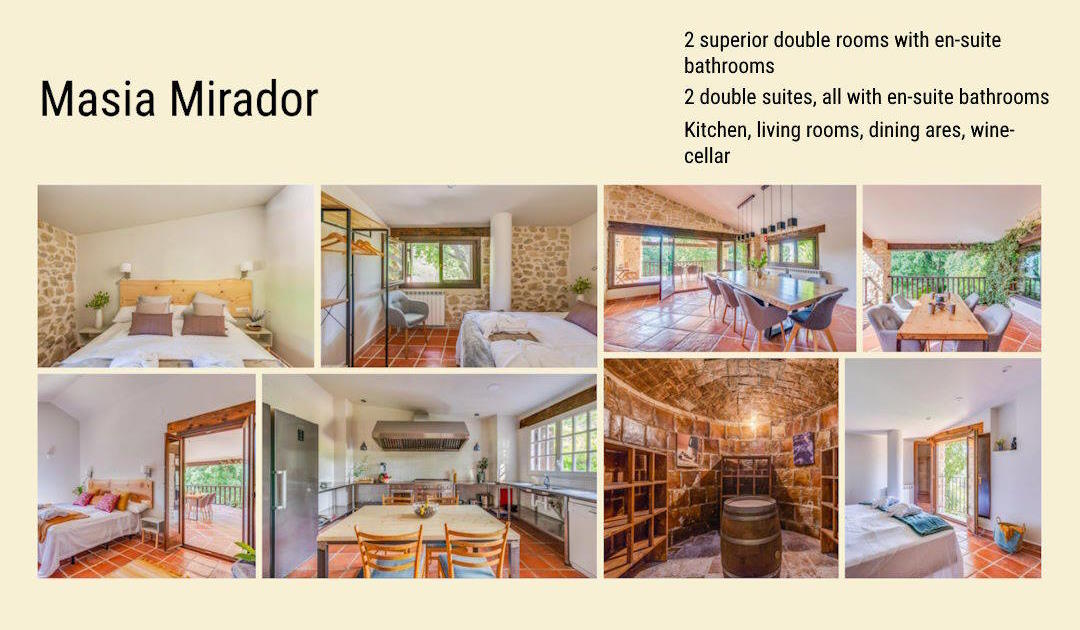 Masia Mirador
2 superior double rooms with en-suite
bathrooms
2 double suites, all with en-suite bathrooms
Kitchen, living rooms, dining ares, wine-
cellar